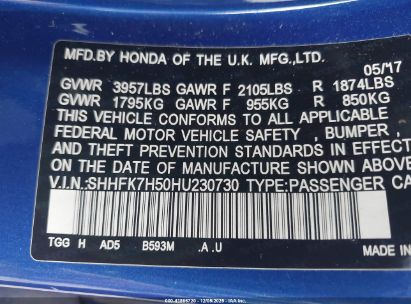 MFD.BY HONDA OF THE U.K. MFG.,LTD.
05/17
GVWR 3957LBS GAWR F 2105LBS R 1874LBS
GVWR 1795KG GAWR F 955KG R 850KG
THIS VEHICLE CONFORMS TO ALL APPLICABLE
FEDERAL MOTOR VEHICLE SAFETY , BUMPER ,
AND THEFT PREVENTION STANDARDS IN EFFECT
ON THE DATE OF MANUFACTURE SHOWN ABOVE
V.I.N.:SHHFK7H50HU230730 TYPE:PASSENGER CA
TGG H AD5 B593M .A .U
MADE IN